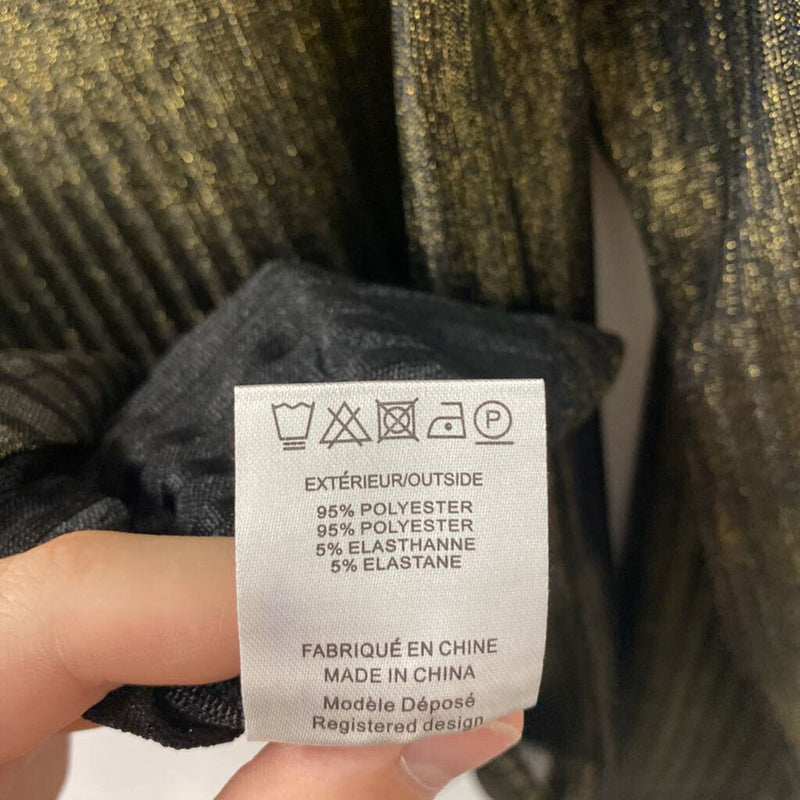 P
EXTÉRIEUR/OUTSIDE
95% POLYESTER
95% POLYESTER
5% ELASTHANNE
5% ELASTANE
FABRIQUÉ EN CHINE
MADE IN CHINA
Modèle Déposé
Registered design